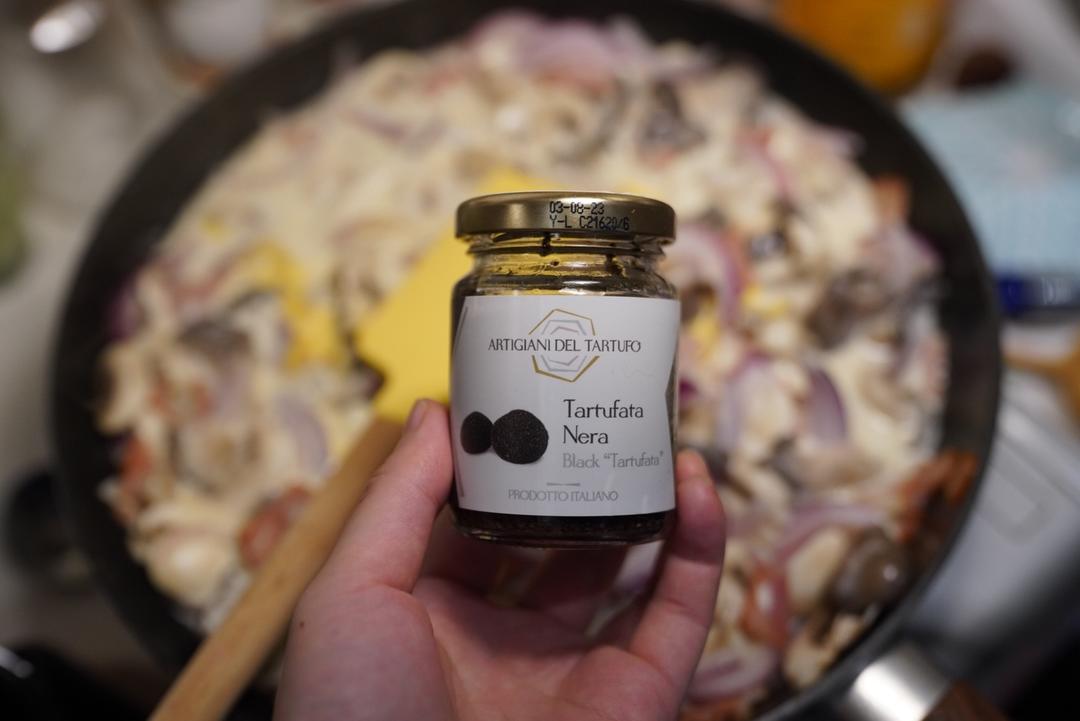 03-08-23
Y-L C21620/6
ARTIGIANI DEL TARTUFO
Tartufata
Nera
Black “Tartufata”
PRODOTTO ITALIANO